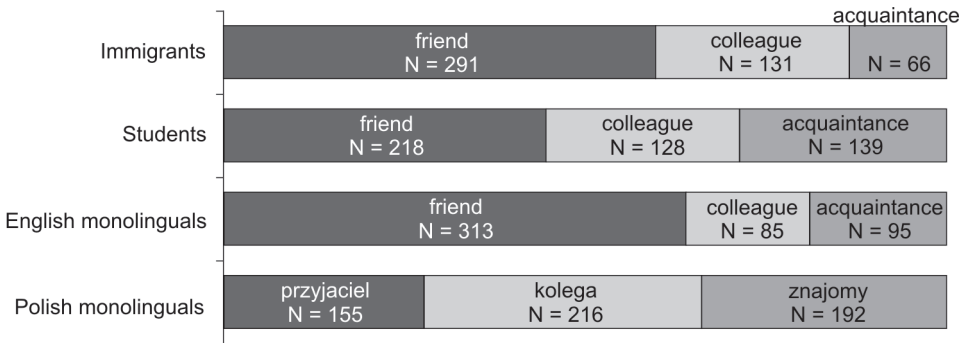 acquaintance
Immigrants
friend
N = 291
colleague
N = 131
N = 66
Students
friend
N = 218
colleague
N = 128
acquaintance
N = 139
English monolinguals
friend
N = 313
colleague
N = 85
acquaintance
N = 95
Polish monolinguals
przyjaciel
N = 155
kolega
N = 216
znajomy
N = 192